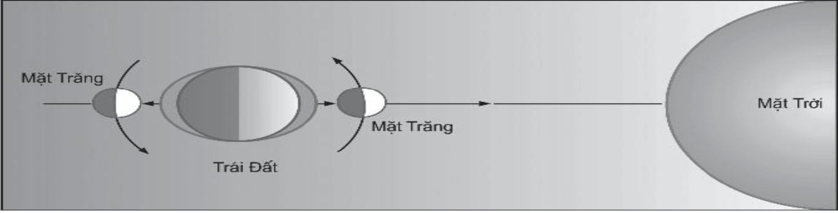 Mặt Trăng
Mặt Trăng
Mặt Trời
Trái Đất